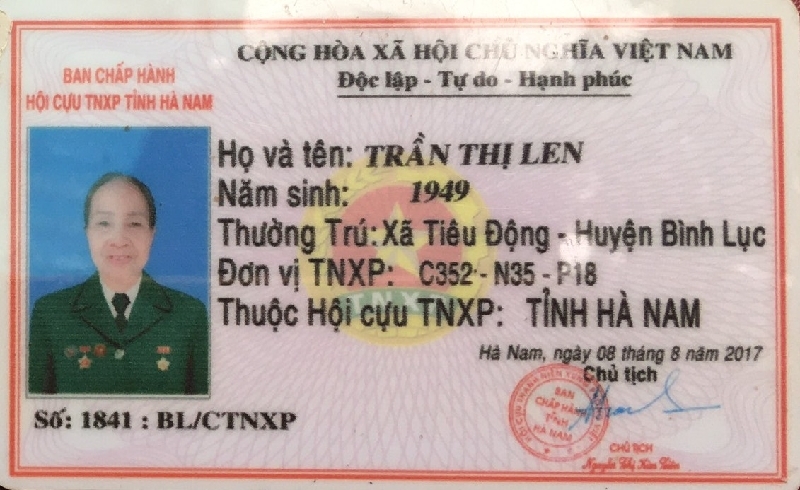 CỘNG HÒA XÃ HỘI CHỦ NGHĨA VIỆT NAM
Độc lập - Tự do - Hạnh phúc
BAN CHẤP HÀNH
HỘI CỰU TNXP TỈNH HÀ NAM
Họ và tên: TRẦN THỊ LEN
Năm sinh: 1949
Thường Trú: Xã Tiêu Động - Huyện Bình Lục
Đơn vị TNXP: C352 - N35 - P18
Thuộc Hội cựu TNXP: TỈNH HÀ NAM
Hà Nam, ngày 08 tháng 8 năm 2017
Chủ tịch
Số: 1841 : BL/CTNXP
BAN
CHẤP HÀNH
TỈNH
HÀ NAM
CHỦ TỊCH